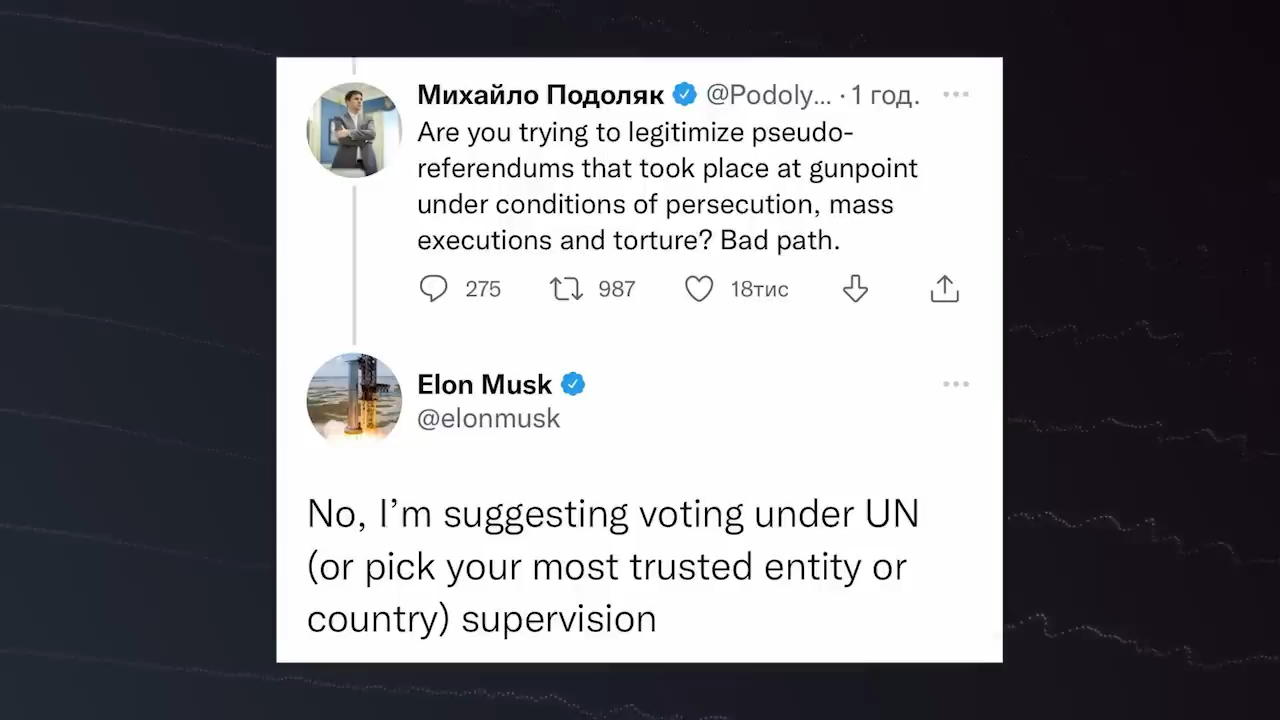 Михайло Подоляк @Podoly... · 1 год.
Are you trying to legitimize pseudo-
referendums that took place at gunpoint
under conditions of persecution, mass
executions and torture? Bad path.
275 987 18тис
Elon Musk
@elonmusk
No, I’m suggesting voting under UN
(or pick your most trusted entity or
country) supervision